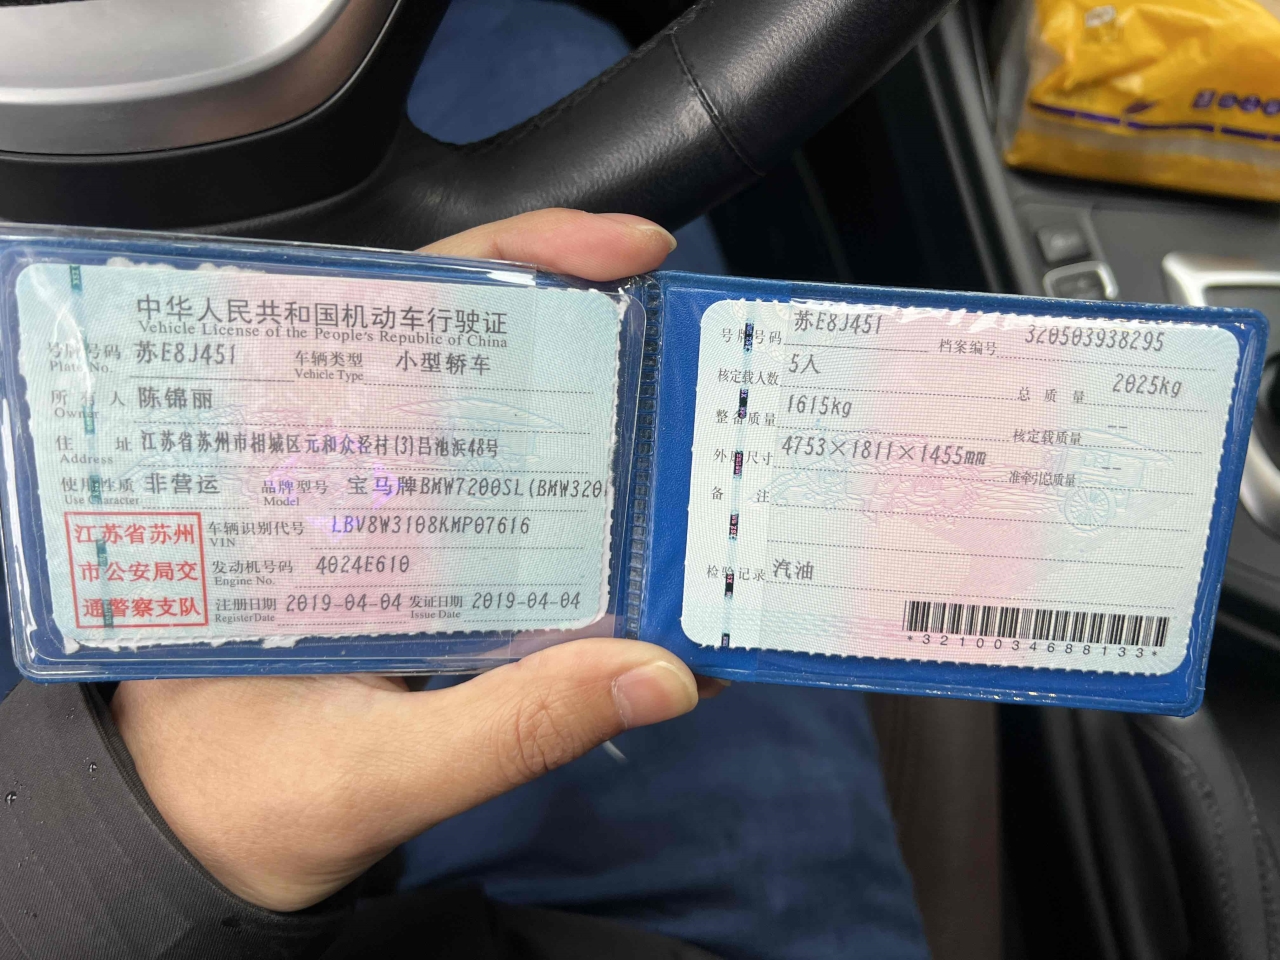 中华人民共和国机动车行驶证
Vehicle License of the People's Republic of China
号牌号码 苏E8J451 车辆类型 小型轿车
Plate No. Vehicle Type
所有人 陈锦丽
Owner
住址 江苏省苏州市相城区元和众泾村(3)吕池浜48号
Address
使用性质 非营运 品牌型号 宝马牌BMW7200SL(BMW320
Use Character Model
江苏省苏州
市公安局交
通警察支队
车辆识别代号 LBV8W3108KMP07616
VIN
发动机号码 4024E610
Engine No.
注册日期 2019-04-04 发证日期 2019-04-04
Register Date Issue Date
号牌号码 苏E8J451 档案编号 320503938295
核定载人数 5人 总质量 2025kg
整备质量 1615kg 核定载质量 --
外廓尺寸 4753×1811×1455mm 准牵引总质量 --
备注
检验记录 汽油
*3210034688133*